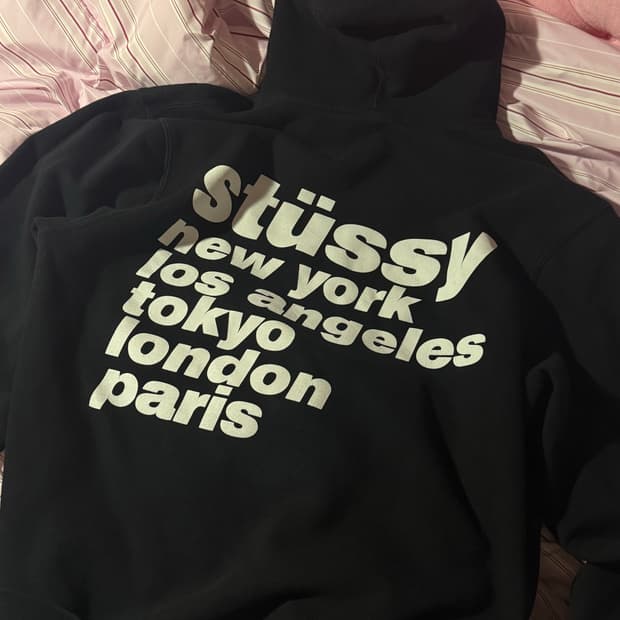 stüssy
new york
los angeles
tokyo
london
paris